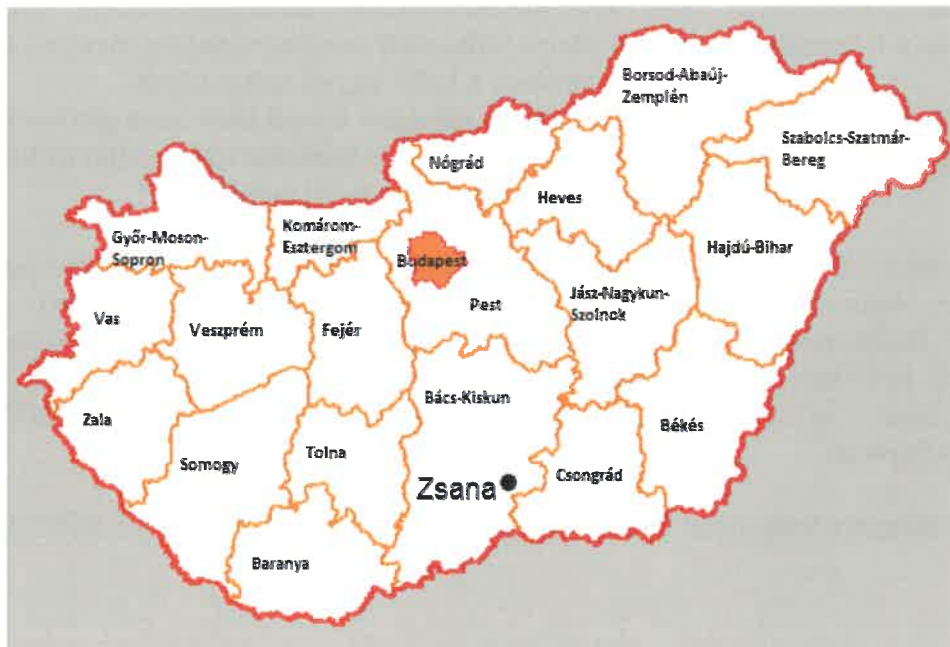 Borsod-Abaúj-
Zemplén
Szabolcs-Szatmár-
Bereg
Nógrád
Heves
Győr-Moson-
Sopron
Komárom-
Esztergom
Budapest
Hajdú-Bihar
Jász-Nagykun-
Szolnok
Pest
Vas
Veszprém
Fejér
Bács-Kiskun
Zala
Somogy
Tolna
Békés
Csongrád
Zsana
Baranya